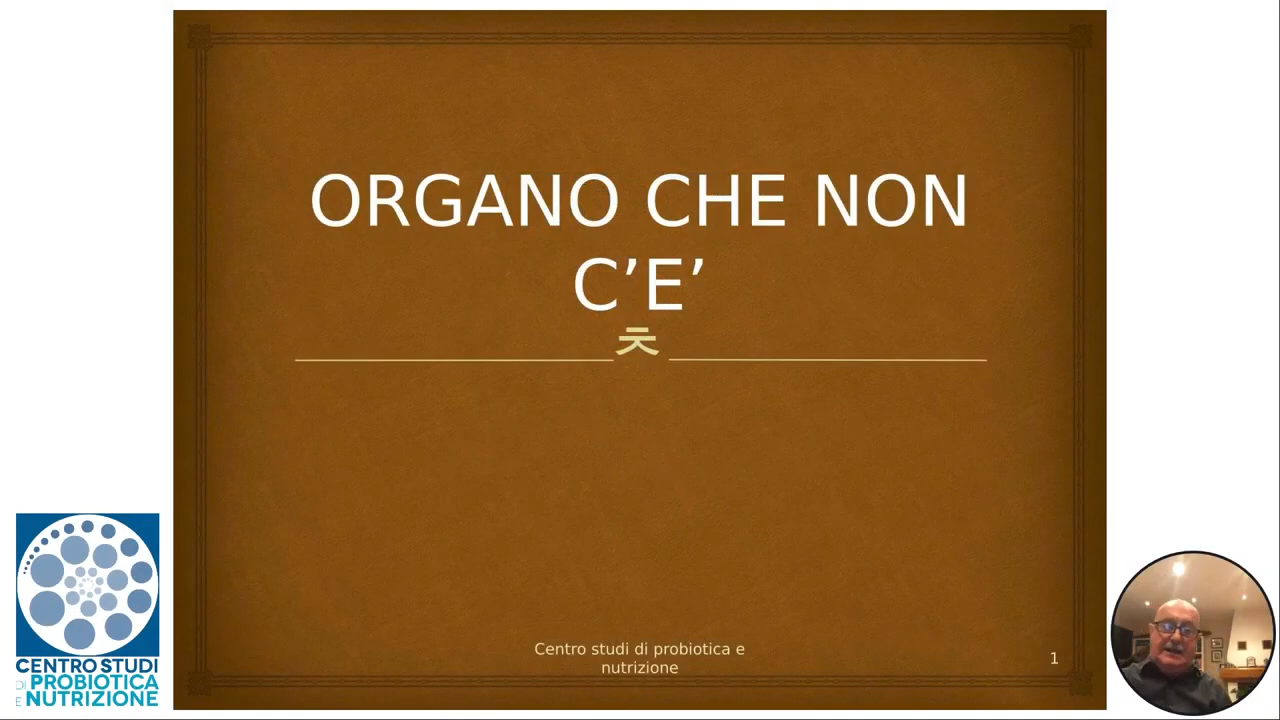 ORGANO CHE NON
C’E’
ㅊ
Centro studi di probiotica e
nutrizione
1
CENTRO STUDI
DI PROBIOTICA
E NUTRIZIONE